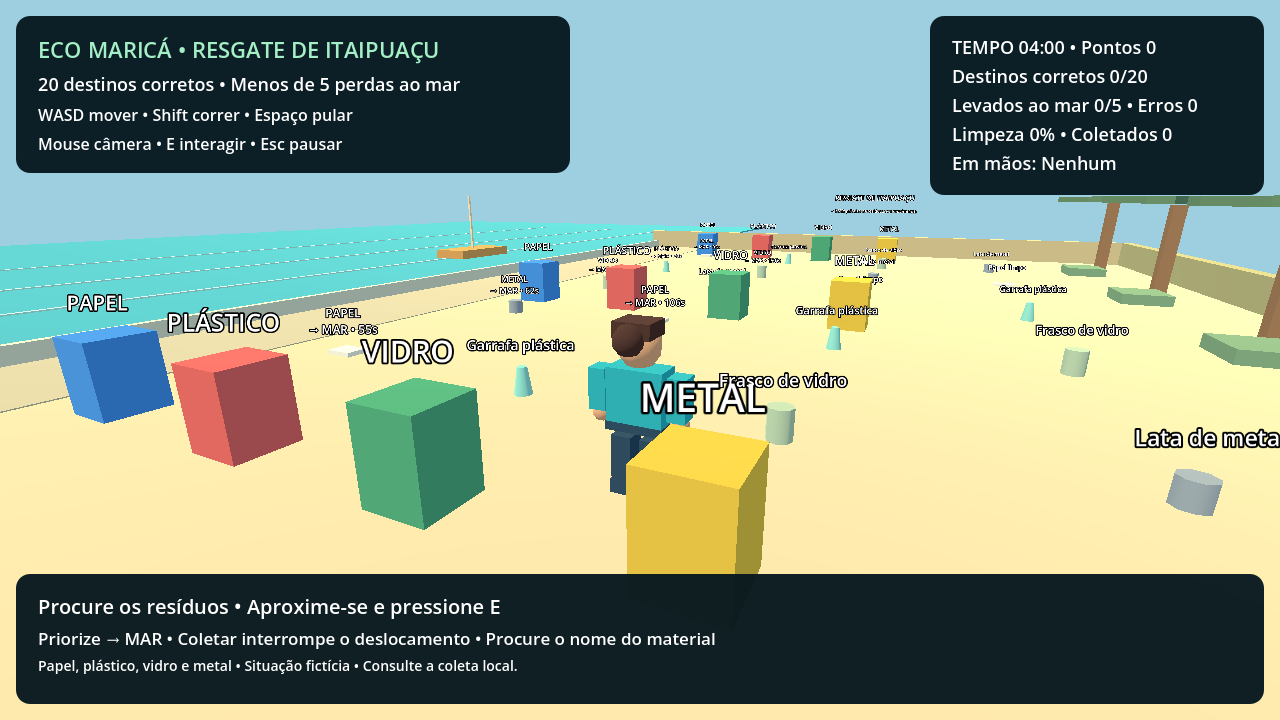 ECO MARICÁ • RESGATE DE ITAIPUAÇU
20 destinos corretos • Menos de 5 perdas ao mar
WASD mover • Shift correr • Espaço pular
Mouse câmera • E interagir • Esc pausar
TEMPO 04:00 • Pontos 0
Destinos corretos 0/20
Levados ao mar 0/5 • Erros 0
Limpeza 0% • Coletados 0
Em mãos: Nenhum
PAPEL
PLÁSTICO
VIDRO
METAL
PAPEL
PLÁSTICO
VIDRO
METAL
METAL
PAPEL
→ MAR • 106s
PAPEL
→ MAR • 55s
Garrafa plástica
Garrafa plástica
Garrafa plástica
Frasco de vidro
Frasco de vidro
Lata de meta
Procure os resíduos • Aproxime-se e pressione E
Priorize → MAR • Coletar interrompe o deslocamento • Procure o nome do material
Papel, plástico, vidro e metal • Situação fictícia • Consulte a coleta local.